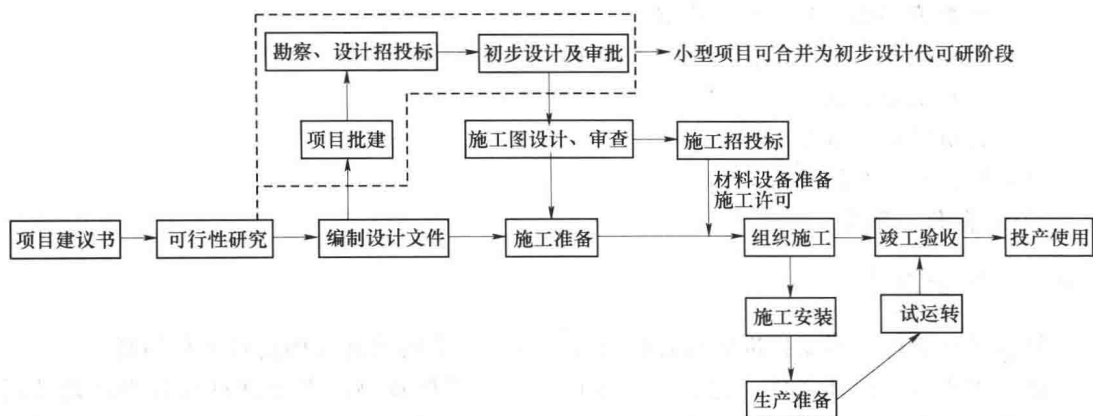 勘察、设计招投标
初步设计及审批
小型项目可合并为初步设计代可研阶段
项目批建
施工图设计、审查
施工招投标
材料设备准备
施工许可
项目建议书
可行性研究
编制设计文件
施工准备
组织施工
竣工验收
投产使用
施工安装
试运转
生产准备